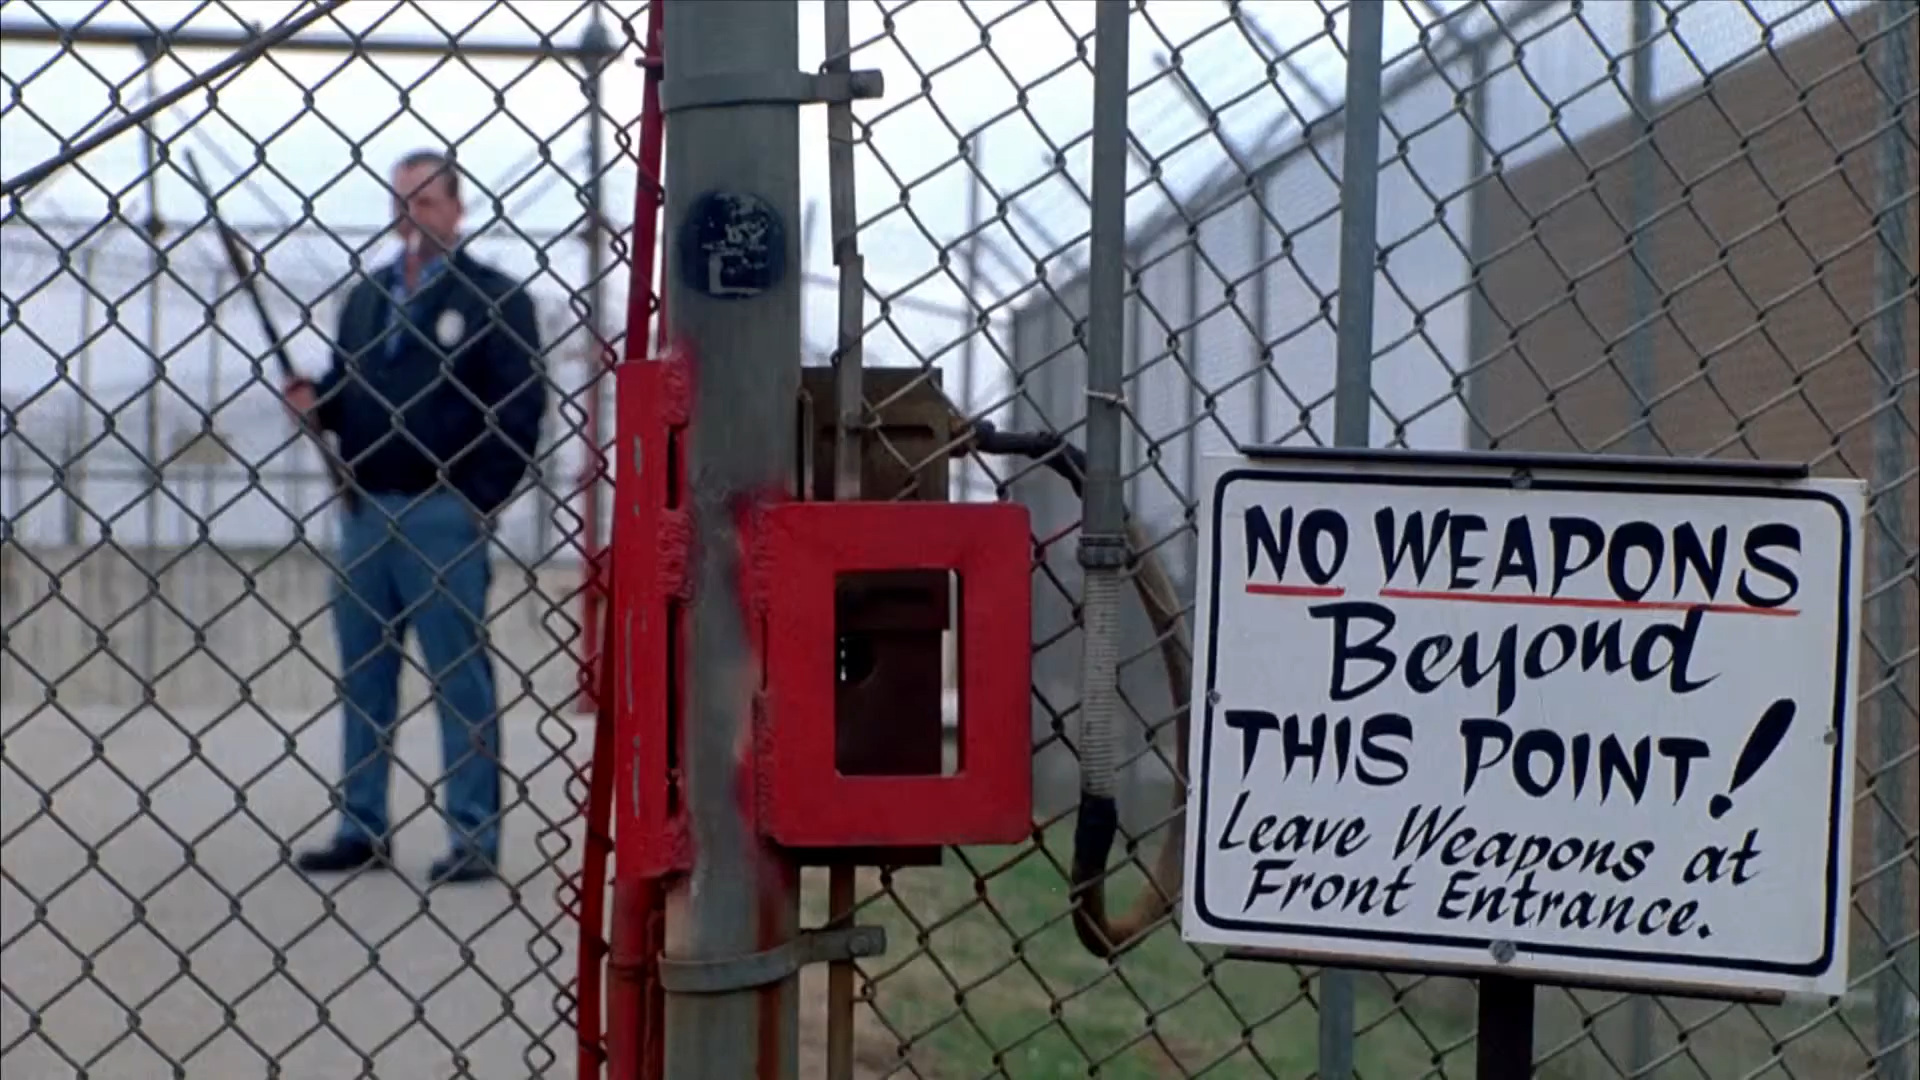 NO WEAPONS
Beyond
THIS POINT!
Leave Weapons at
Front Entrance.